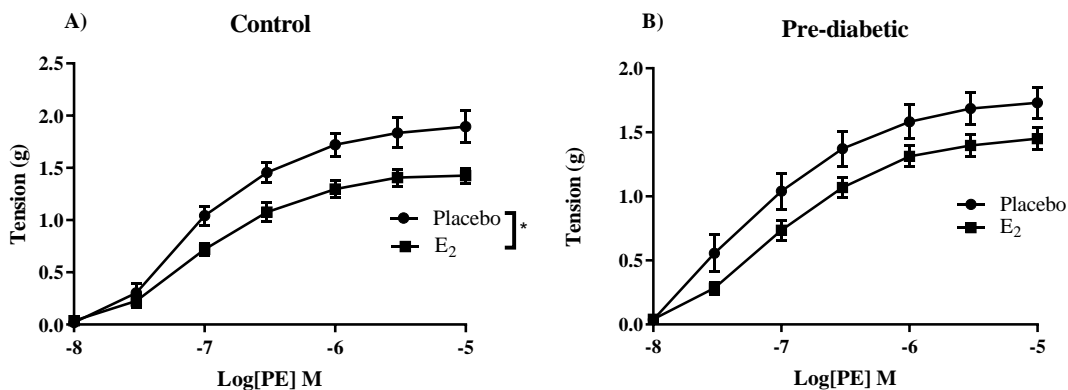 A)
Control
2.5
2.0
1.5
1.0
0.5
0.0
Tension (g)
-8
-7
-6
-5
Log[PE] M
Placebo
E₂
*
B)
Pre-diabetic
2.0
1.5
1.0
0.5
0.0
Tension (g)
-8
-7
-6
-5
Log[PE] M
Placebo
E₂